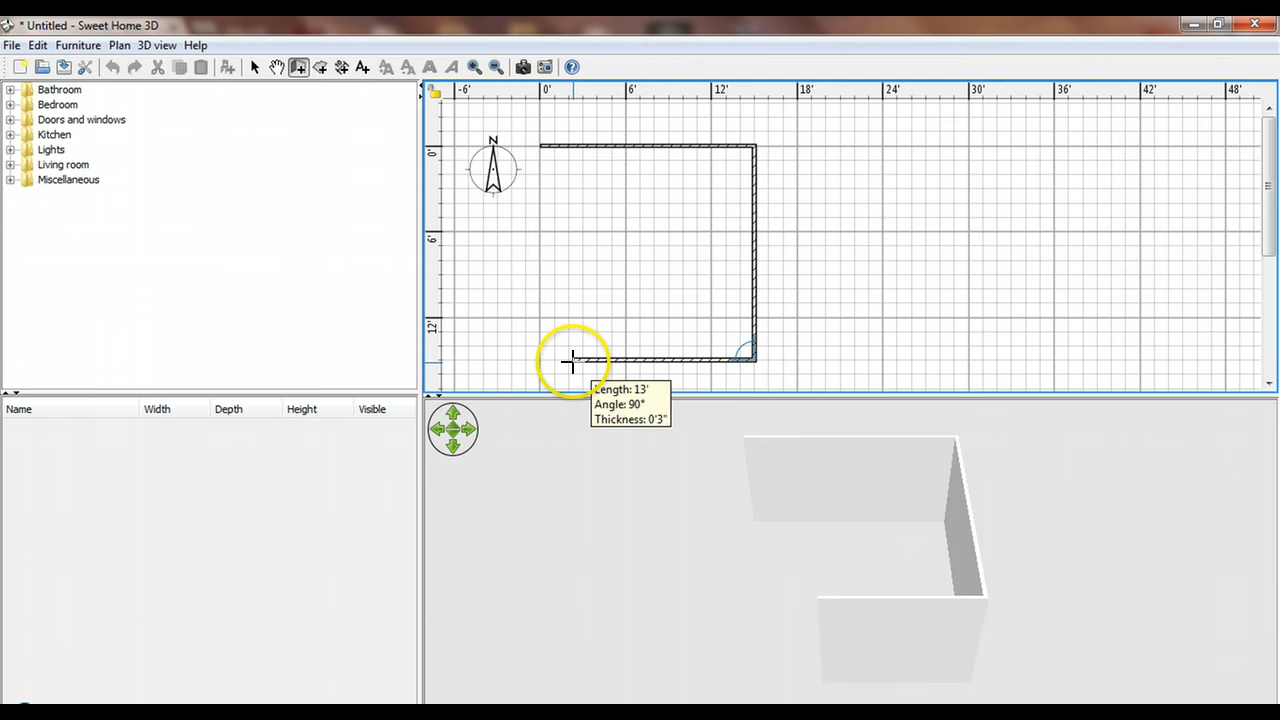 * Untitled - Sweet Home 3D
File Edit Furniture Plan 3D view Help
Bathroom
Bedroom
Doors and windows
Kitchen
Lights
Living room
Miscellaneous
-6' 0' 6' 12' 18' 24' 30' 36' 42' 48'
N
0'
6'
12'
Length: 13'
Angle: 90°
Thickness: 0'3"
Name Width Depth Height Visible